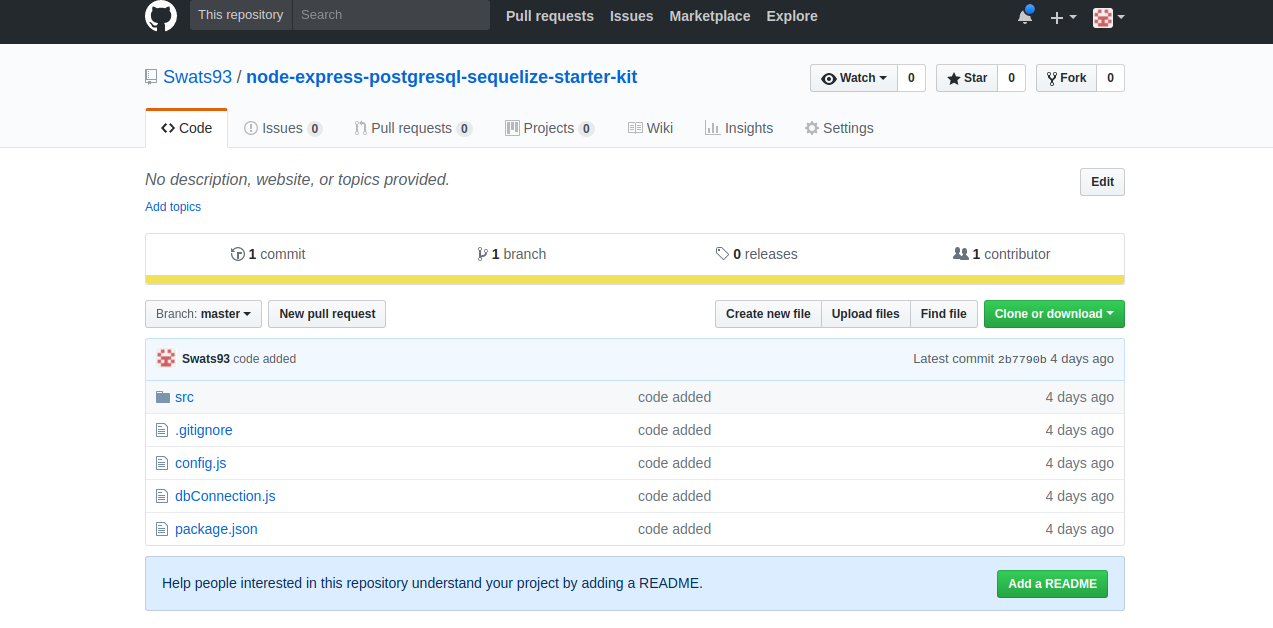 This repository Search Pull requests Issues Marketplace Explore
Swats93 / node-express-postgresql-sequelize-starter-kit
Watch 0 Star 0 Fork 0
Code Issues 0 Pull requests 0 Projects 0 Wiki Insights Settings
No description, website, or topics provided.
Edit
Add topics
1 commit 1 branch 0 releases 1 contributor
Branch: master New pull request Create new file Upload files Find file Clone or download
Swats93 code added Latest commit 2b7790b 4 days ago
src code added 4 days ago
.gitignore code added 4 days ago
config.js code added 4 days ago
dbConnection.js code added 4 days ago
package.json code added 4 days ago
Help people interested in this repository understand your project by adding a README. Add a README